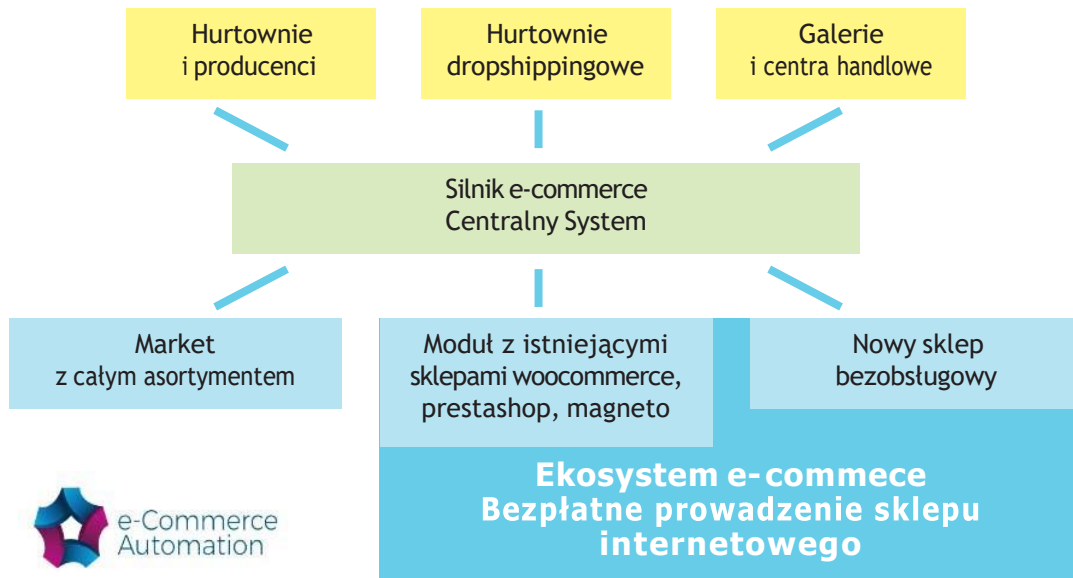 Hurtownie
i producenci
Hurtownie
dropshippingowe
Galerie
i centra handlowe
Silnik e-commerce
Centralny System
Market
z całym asortymentem
Moduł z istniejącymi
sklepami woocommerce,
prestashop, magneto
Nowy sklep
bezobsługowy
Ekosystem e-commece
Bezpłatne prowadzenie sklepu
internetowego
e-Commerce
Automation